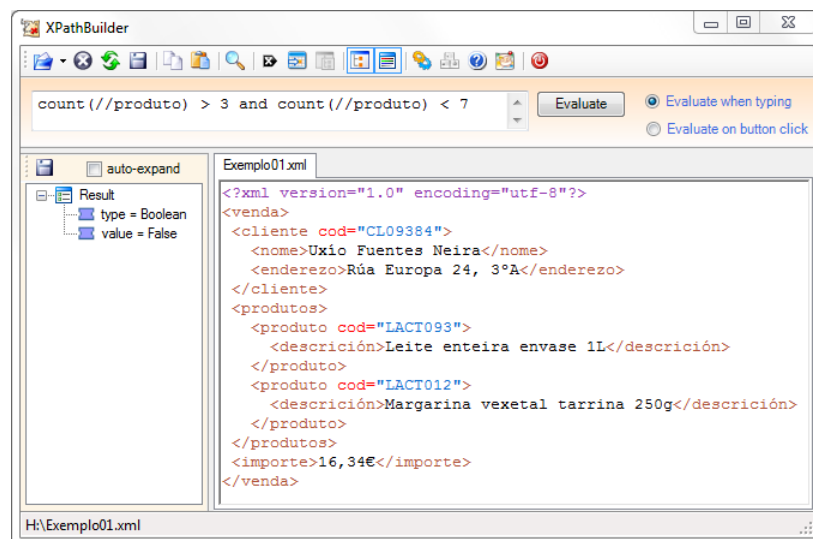 XPathBuilder
count(//produto) > 3 and count(//produto) < 7
Evaluate
Evaluate when typing
Evaluate on button click
auto-expand
Result
type = Boolean
value = False
Exemplo01.xml
<?xml version="1.0" encoding="utf-8"?>
<venda>
<cliente cod="CL09384">
<nome>Uxío Fuentes Neira</nome>
<enderezo>Rúa Europa 24, 3ºA</enderezo>
</cliente>
<produtos>
<produto cod="LACT093">
<descrición>Leite enteira envase 1L</descrición>
</produto>
<produto cod="LACT012">
<descrición>Margarina vexetal tarrina 250g</descrición>
</produto>
</produtos>
<importe>16,34€</importe>
</venda>
H:\Exemplo01.xml